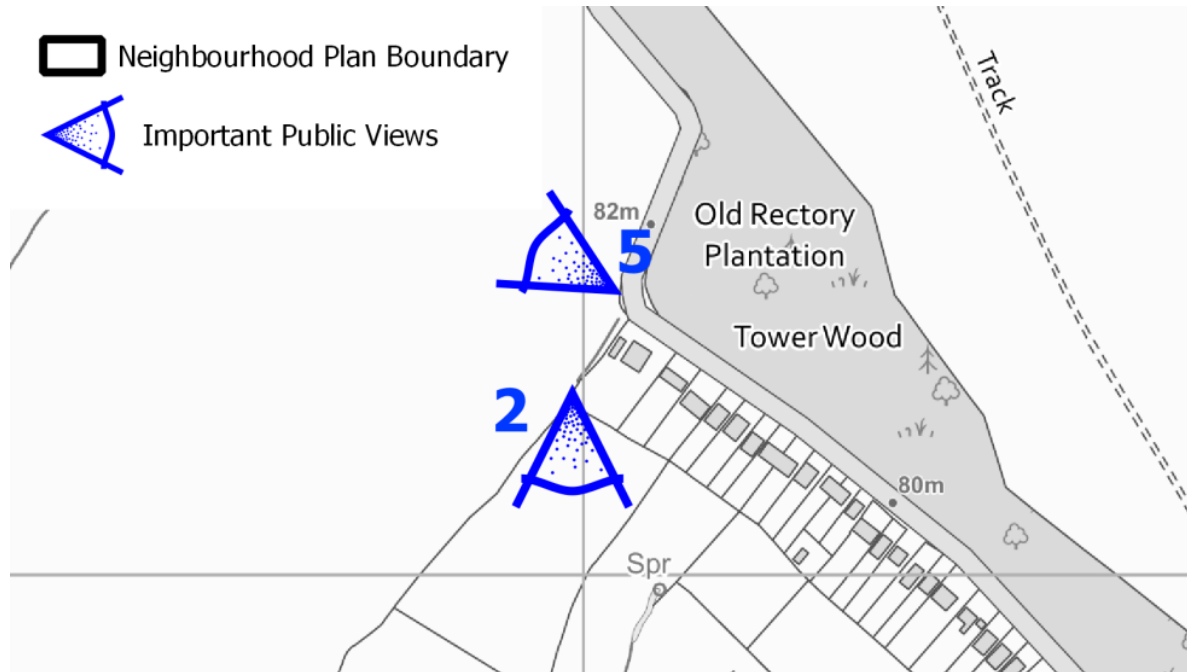 Neighbourhood Plan Boundary
Important Public Views
Track
82m
Old Rectory
Plantation
5
Tower Wood
2
80m
Spr